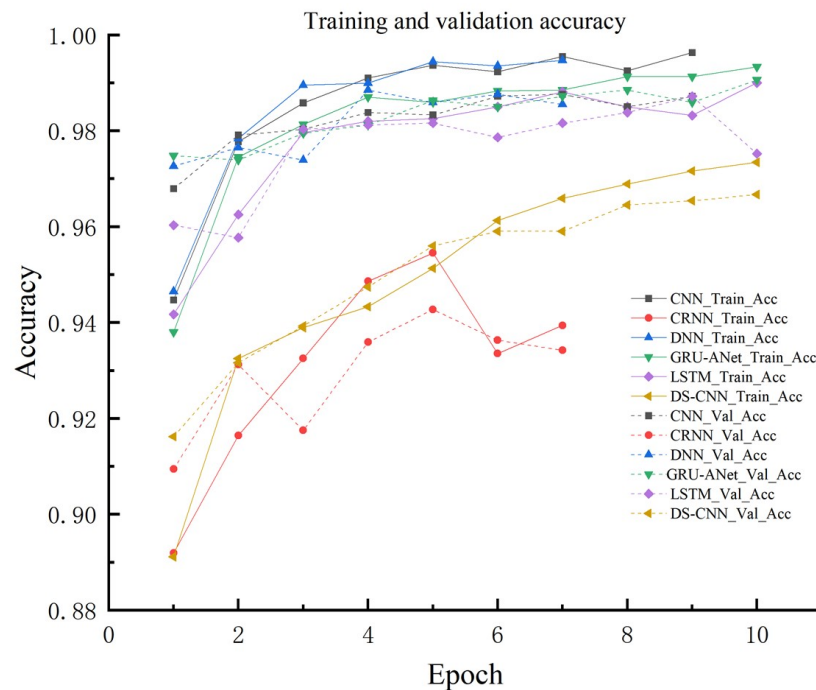 Training and validation accuracy
1.00
0.98
0.96
0.94
0.92
0.90
0.88
Accuracy
0
2
4
6
8
10
Epoch
CNN_Train_Acc
CRNN_Train_Acc
DNN_Train_Acc
GRU-ANet_Train_Acc
LSTM_Train_Acc
DS-CNN_Train_Acc
CNN_Val_Acc
CRNN_Val_Acc
DNN_Val_Acc
GRU-ANet_Val_Acc
LSTM_Val_Acc
DS-CNN_Val_Acc